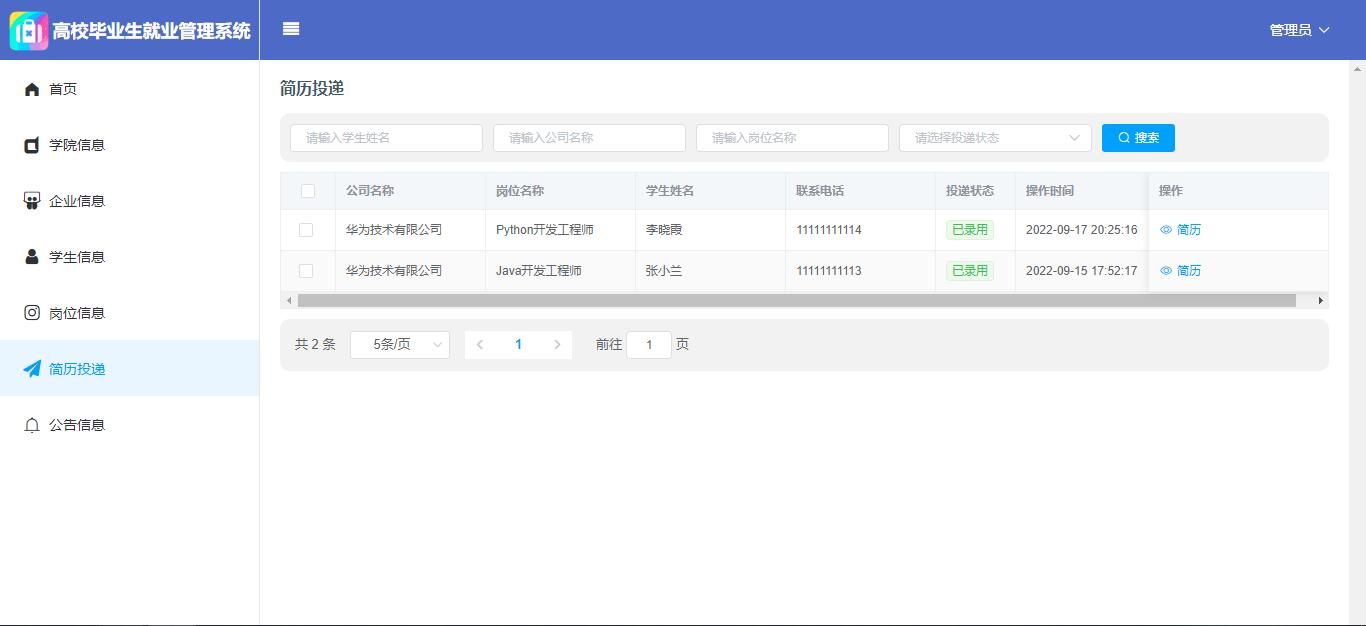 高校毕业生就业管理系统
管理员
首页
学院信息
企业信息
学生信息
岗位信息
简历投递
公告信息
简历投递
请输入学生姓名 请输入公司名称 请输入岗位名称 请选择投递状态 搜索
公司名称 岗位名称 学生姓名 联系电话 投递状态 操作时间 操作
华为技术有限公司 Python开发工程师 李晓霞 11111111114 已录用 2022-09-17 20:25:16 简历
华为技术有限公司 Java开发工程师 张小兰 11111111113 已录用 2022-09-15 17:52:17 简历
共 2 条 5条/页 1 前往 1 页